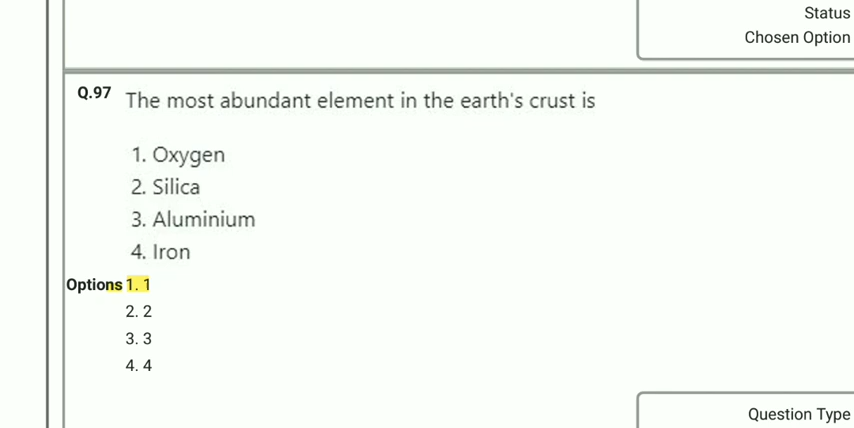 Status
Chosen Option
Q.97 The most abundant element in the earth's crust is
1. Oxygen
2. Silica
3. Aluminium
4. Iron
Options 1. 1
2. 2
3. 3
4. 4
Question Type